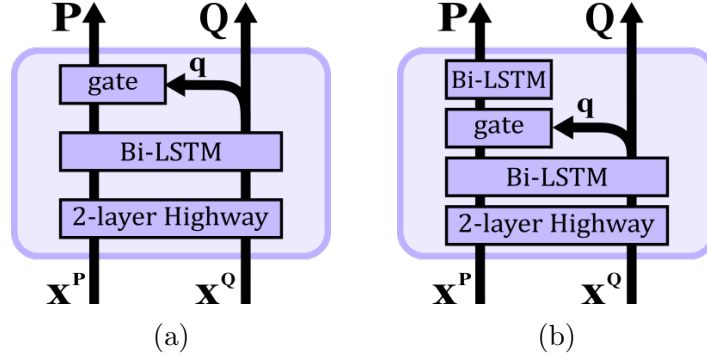 P Q
gate
q
Bi-LSTM
2-layer Highway
x^P x^Q
(a)
P Q
Bi-LSTM
gate
q
Bi-LSTM
2-layer Highway
x^P x^Q
(b)